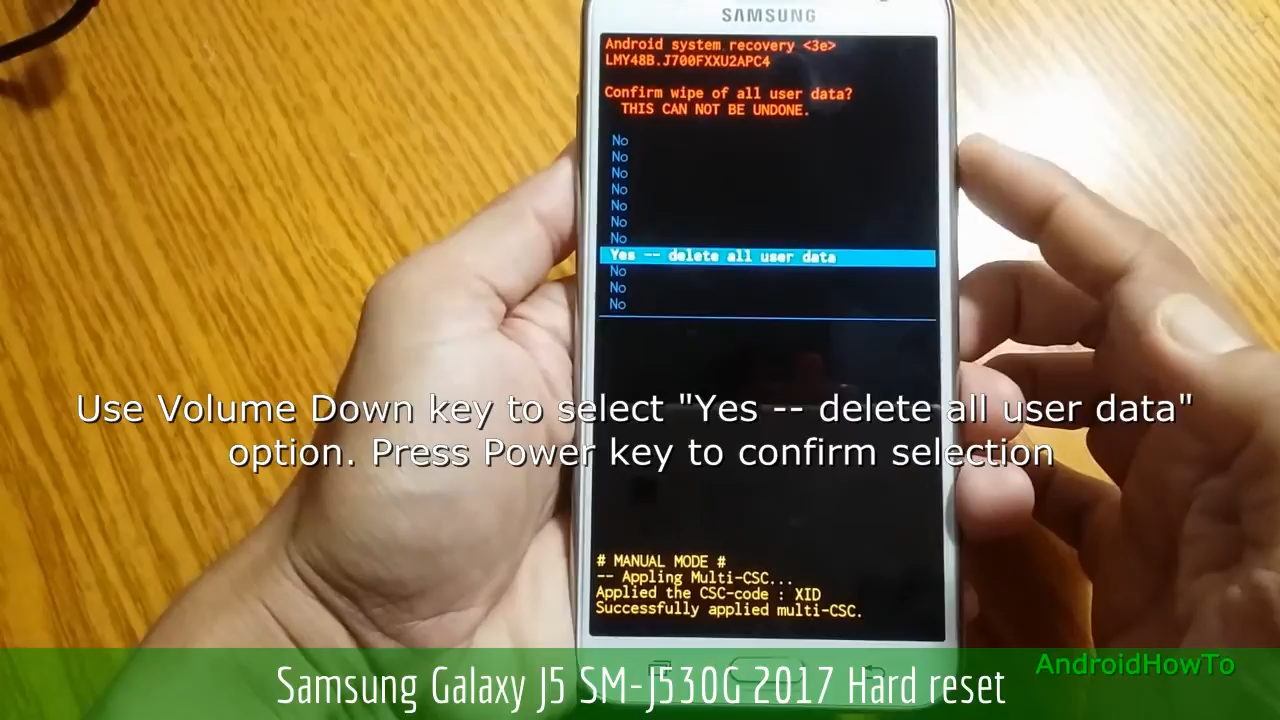 SAMSUNG
Android system recovery <3e>
LMY48B.J700FXXU2APC4
Confirm wipe of all user data?
THIS CAN NOT BE UNDONE.
No
No
No
No
No
No
No
Yes -- delete all user data
No
No
No
Use Volume Down key to select "Yes -- delete all user data"
option. Press Power key to confirm selection
# MANUAL MODE #
-- Appling Multi-CSC...
Applied the CSC-code : XID
Successfully applied multi-CSC.
AndroidHowTo
Samsung Galaxy J5 SM-J530G 2017 Hard reset